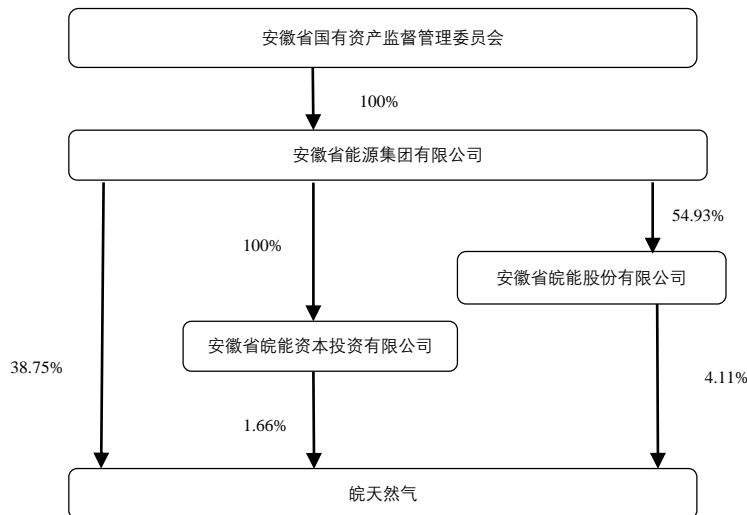 安徽省国有资产监督管理委员会
100%
安徽省能源集团有限公司
54.93%
100%
安徽省皖能股份有限公司
安徽省皖能资本投资有限公司
38.75%
4.11%
1.66%
皖天然气